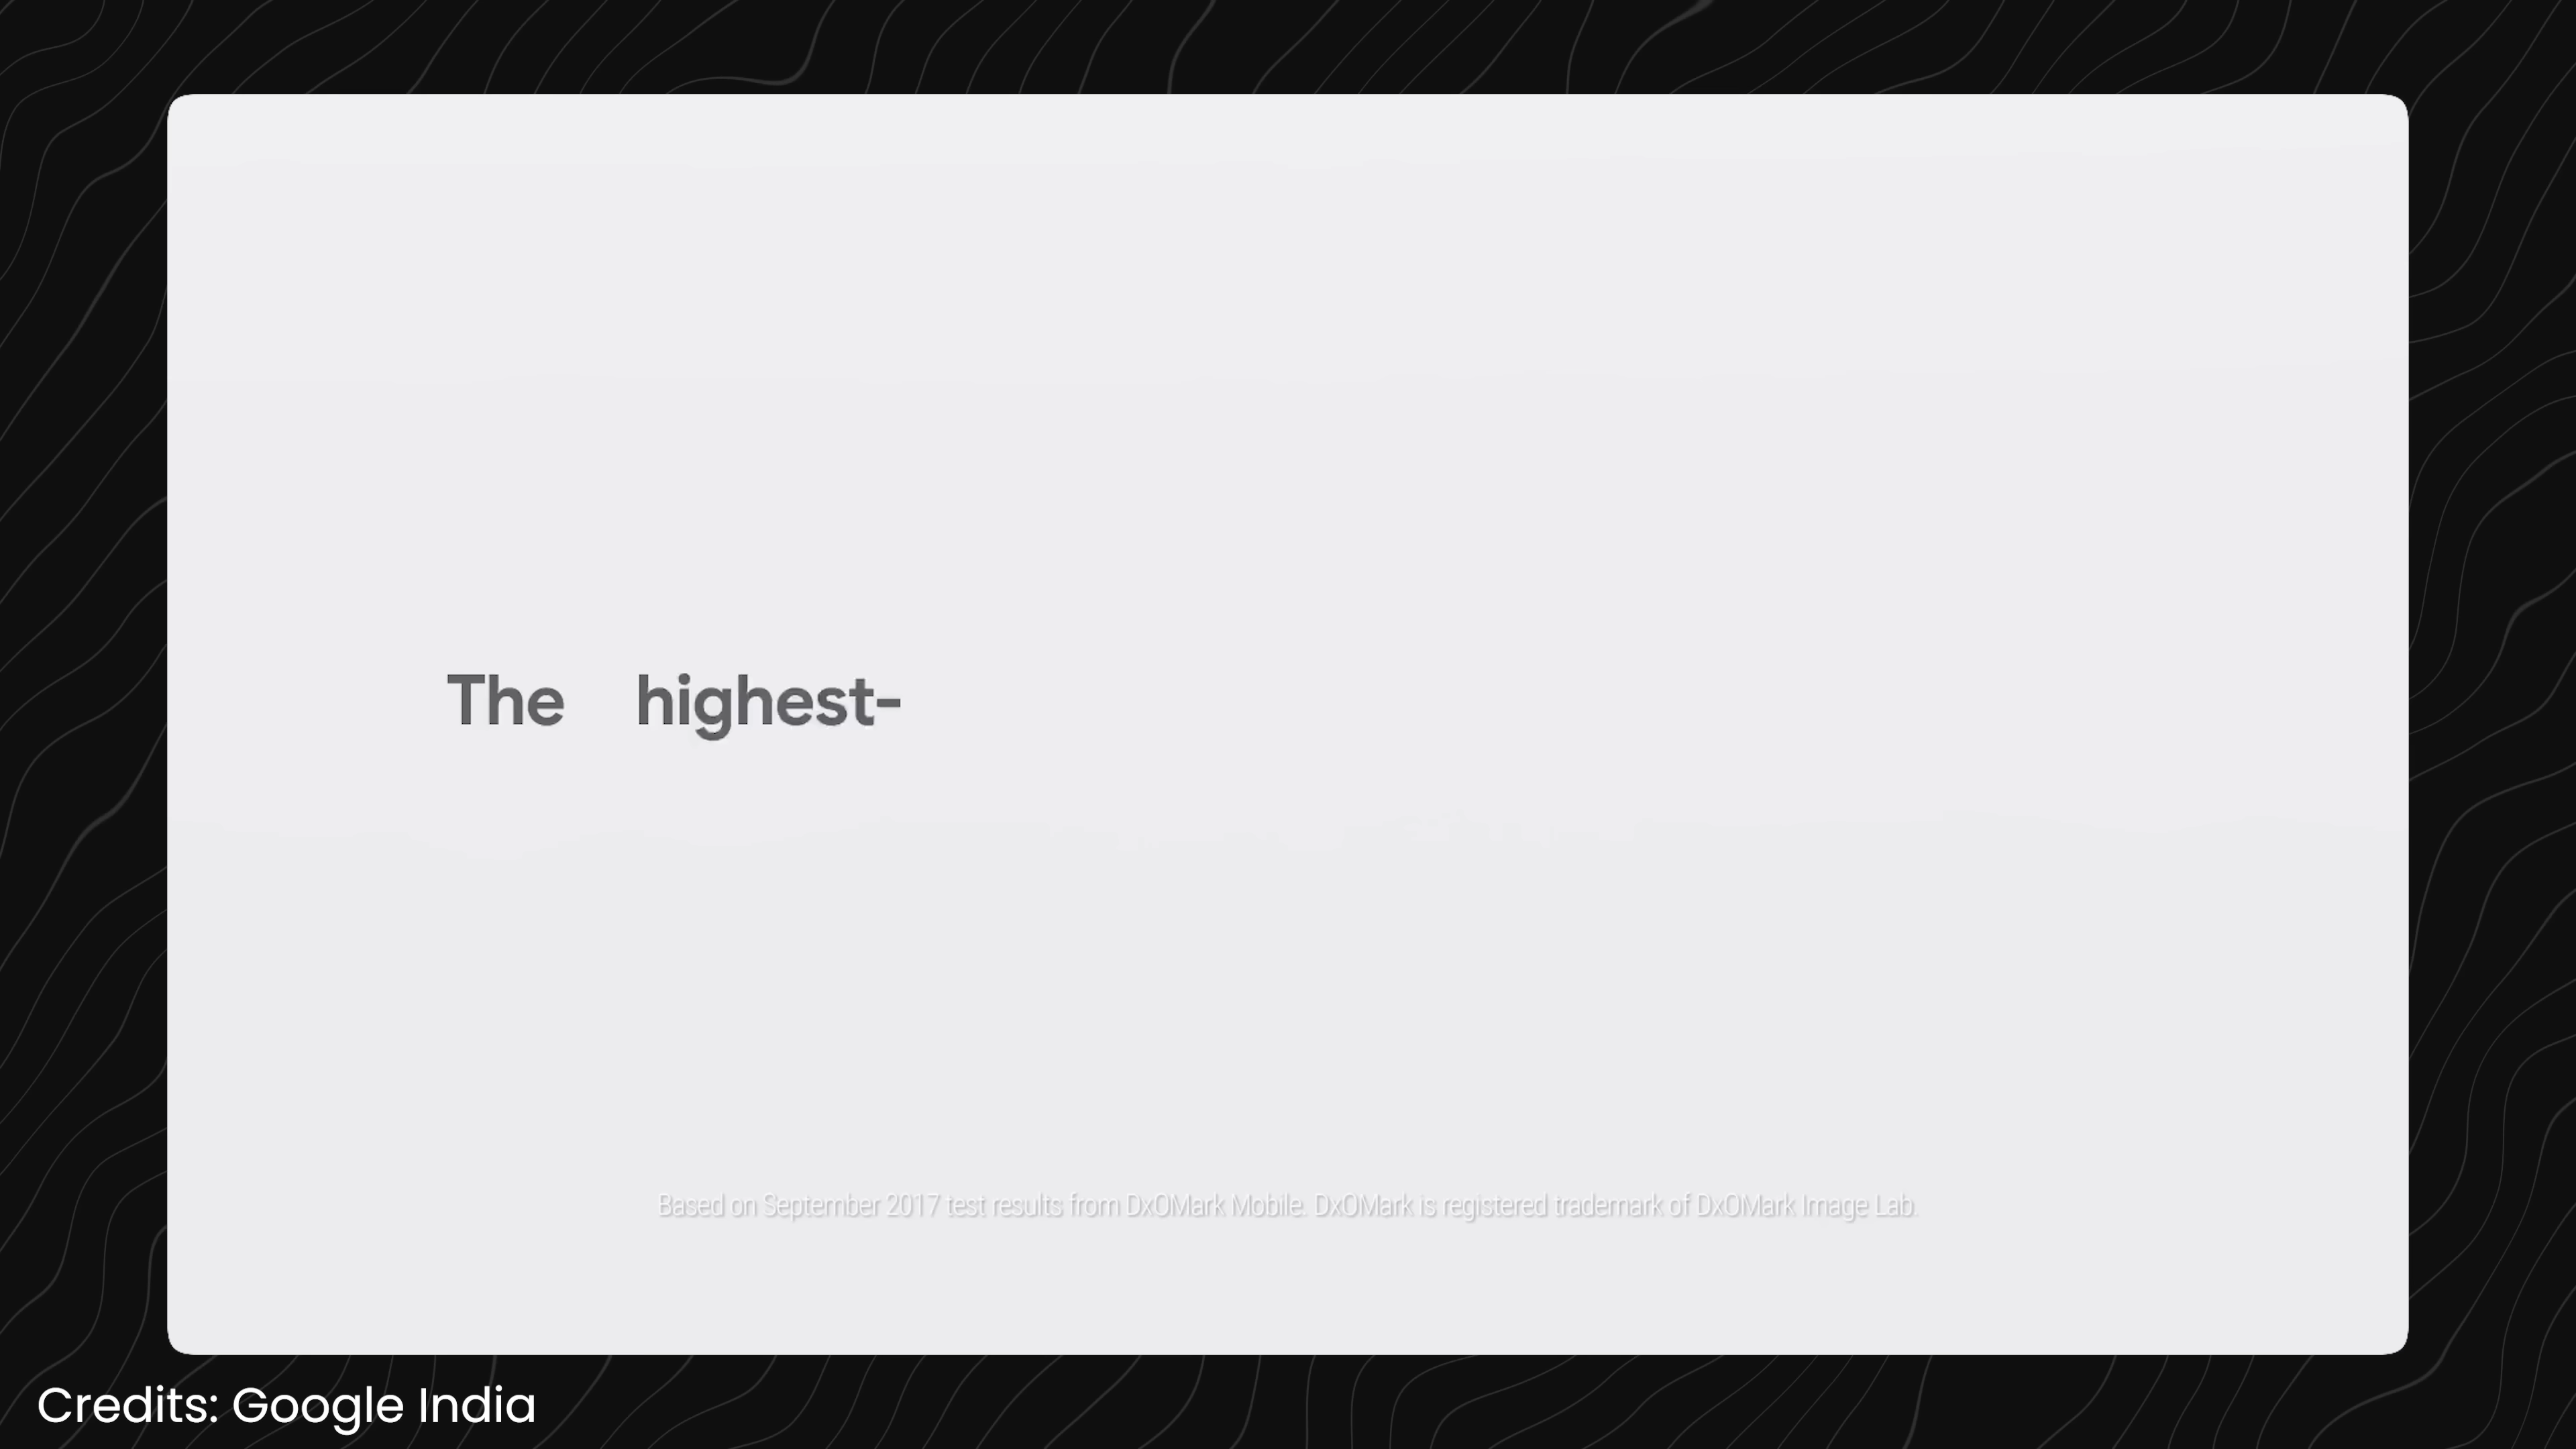 The highest-
Based on September 2017 test results from DxOMark Mobile. DxOMark is registered trademark of DxOMark Image Lab.
Credits: Google India